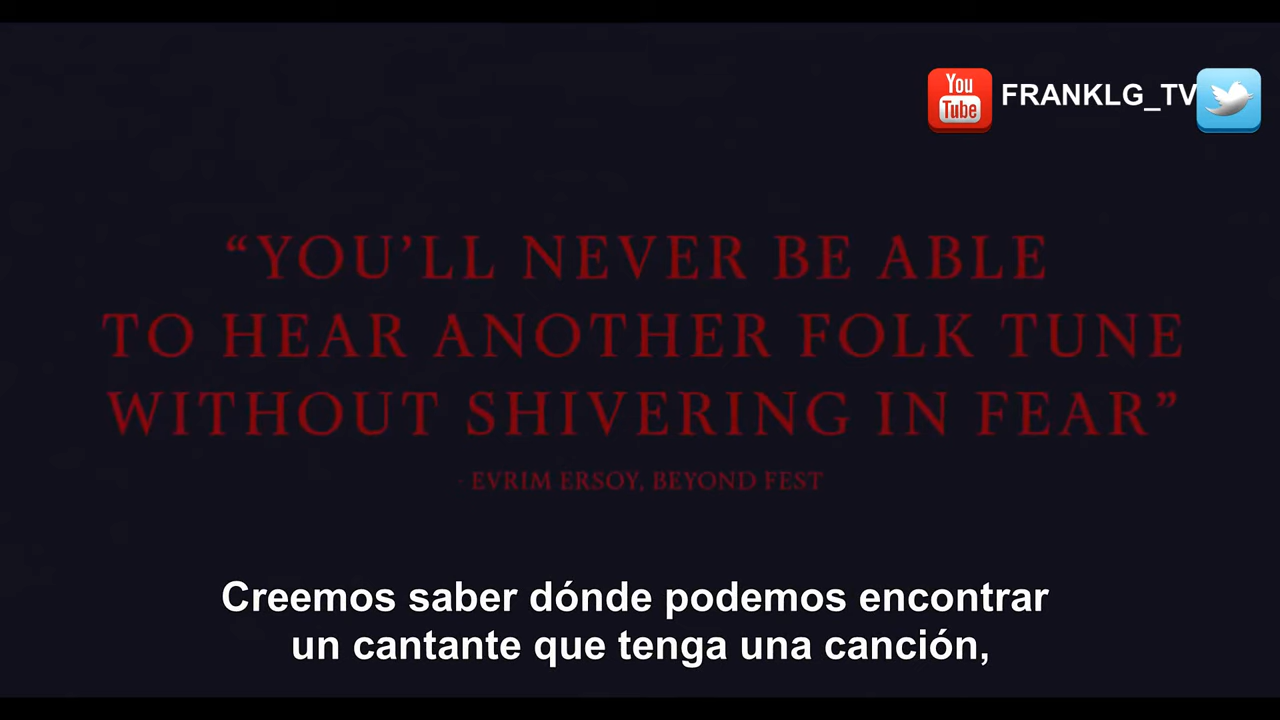 You
Tube
FRANKLG_TV
“YOU’LL NEVER BE ABLE
TO HEAR ANOTHER FOLK TUNE
WITHOUT SHIVERING IN FEAR”
- EVRIM ERSOY, BEYOND FEST
Creemos saber dónde podemos encontrar
un cantante que tenga una canción,